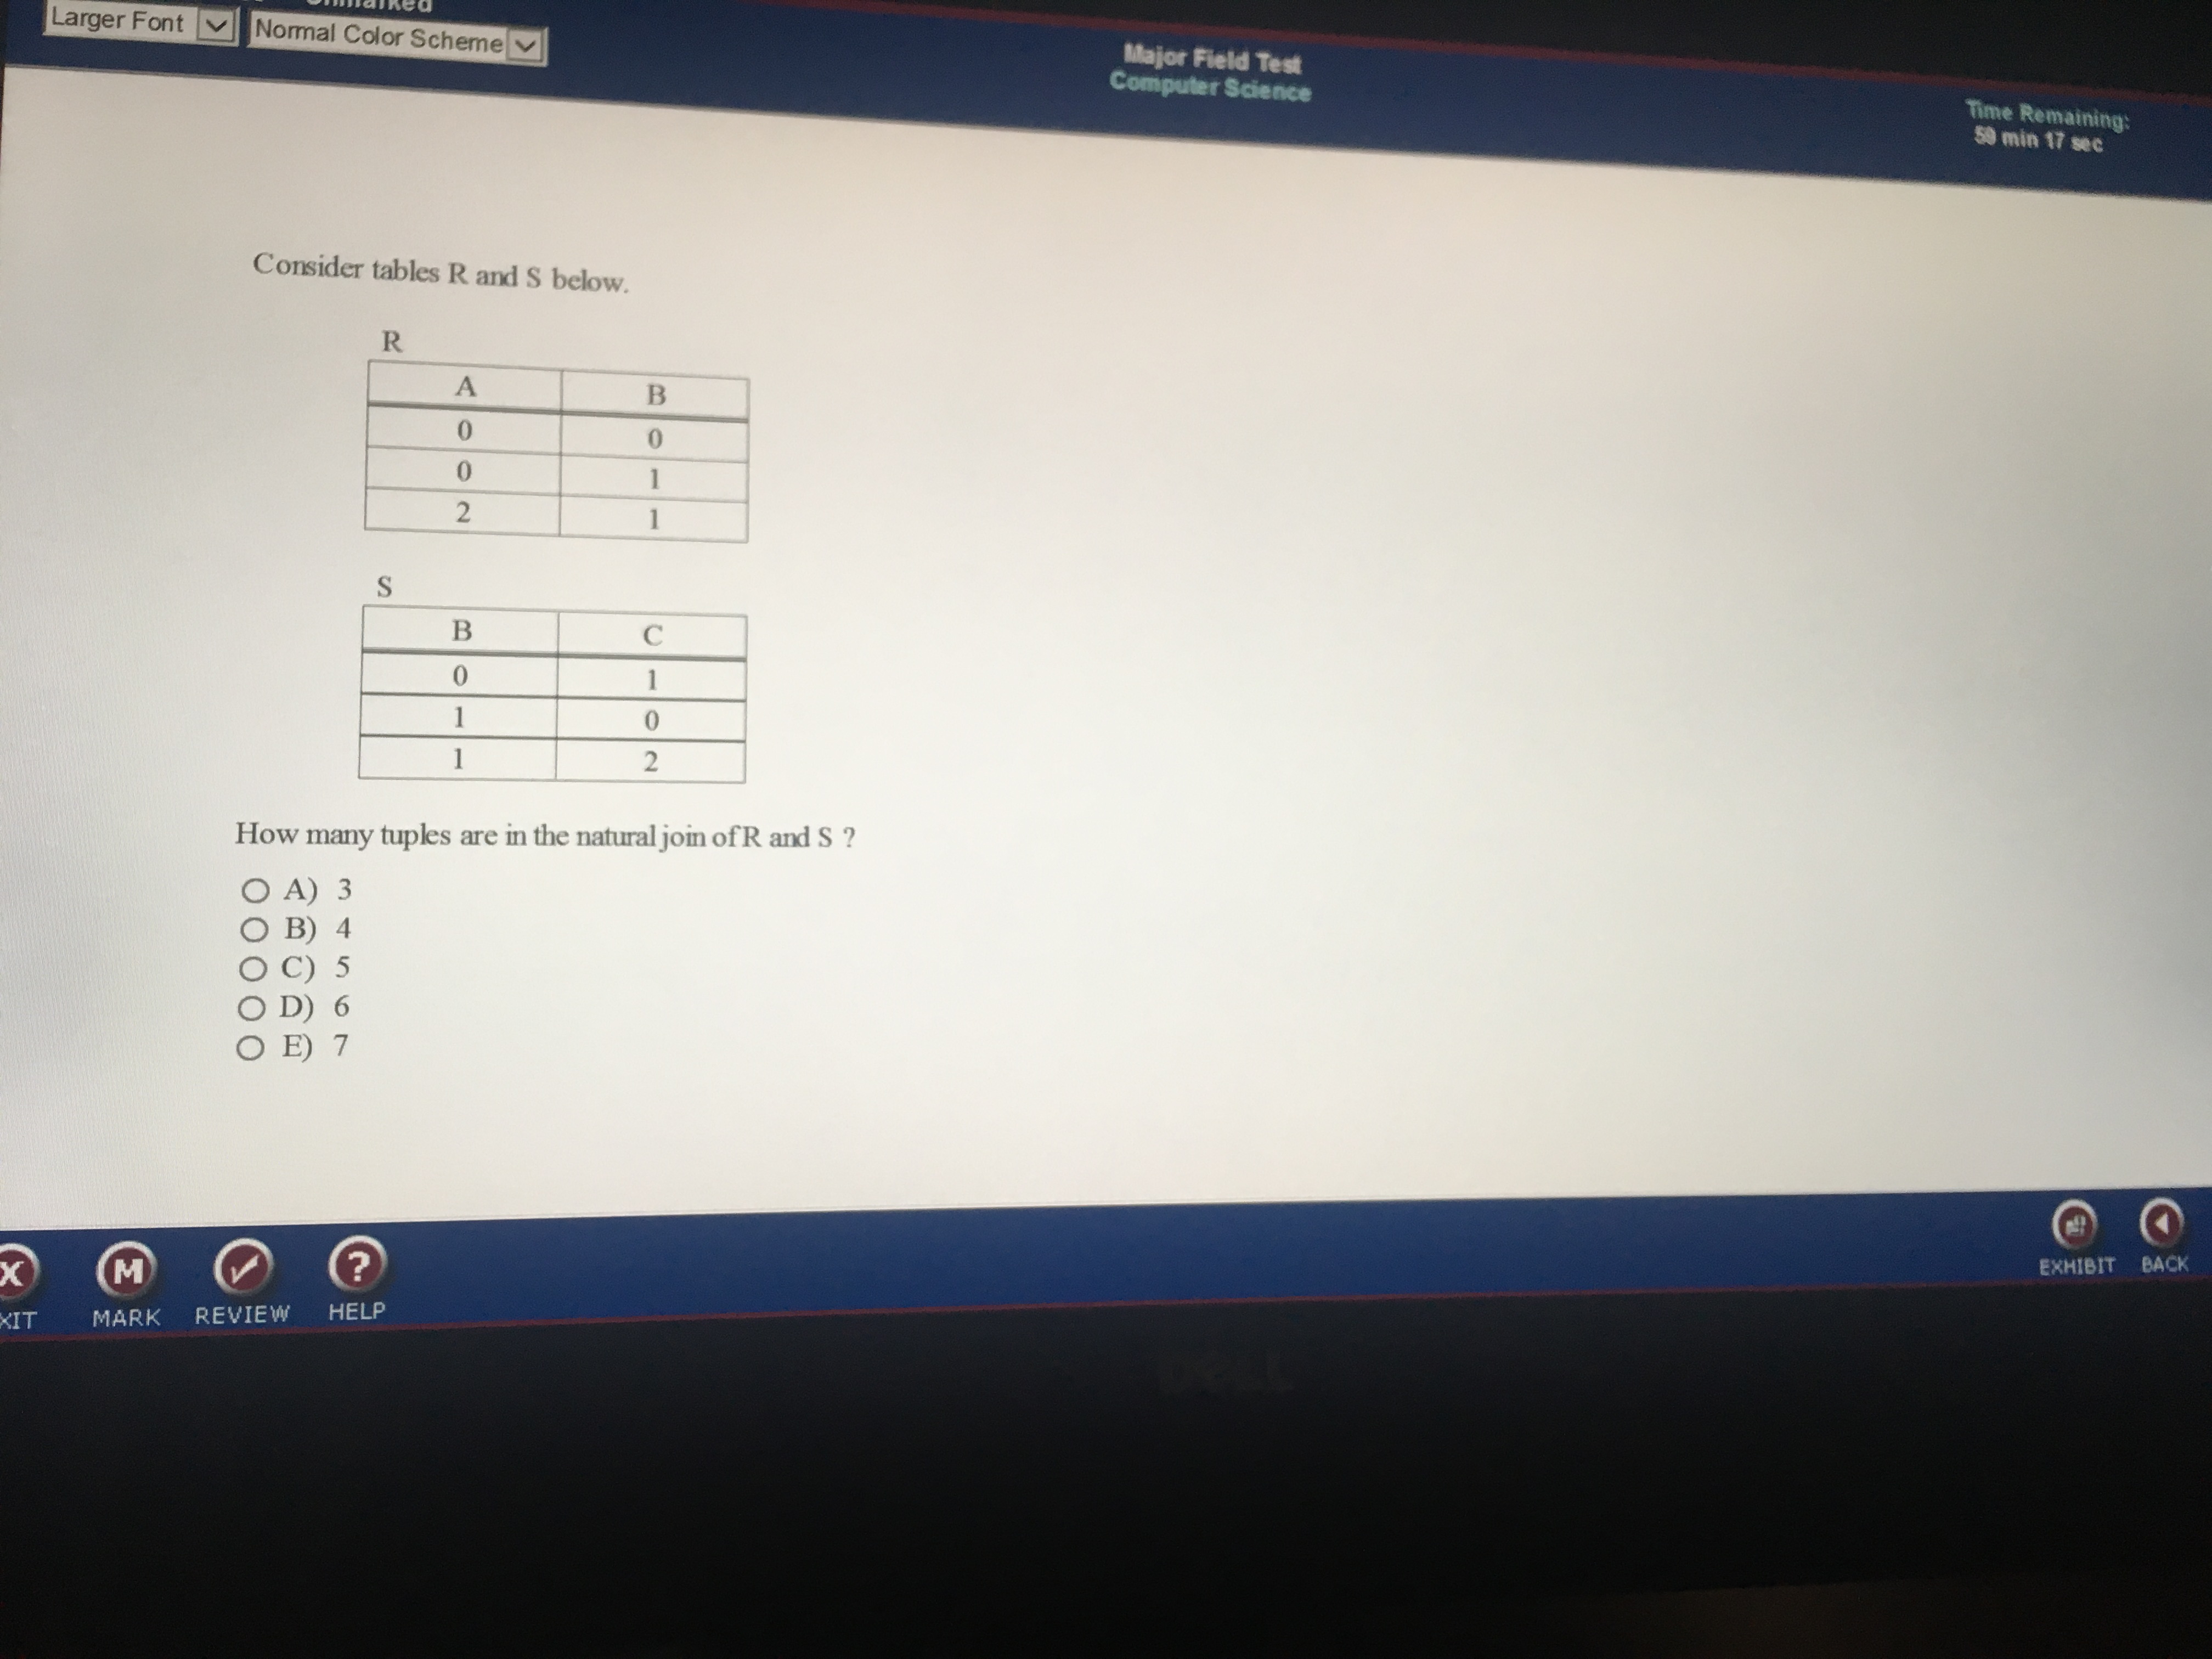 Larger Font
Normal Color Scheme
Major Field Test
Computer Science
Time Remaining:
59 min 17 sec
Consider tables R and S below.
R
A B
0 0
0 1
2 1
S
B C
0 1
1 0
1 2
How many tuples are in the natural join of R and S ?
A) 3
B) 4
C) 5
D) 6
E) 7
X
M
?
XIT
MARK
REVIEW
HELP
EXHIBIT
BACK
DELL